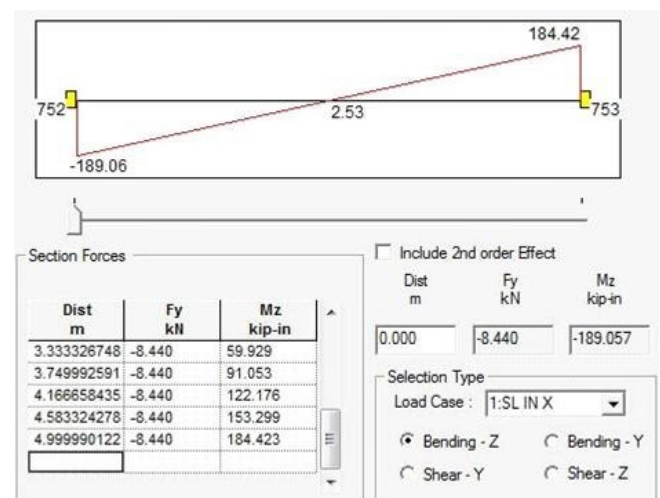 184.42
752 2.53 753
-189.06
Section Forces
Include 2nd order Effect
Dist Fy Mz
m kN kip-in
0.000 -8.440 -189.057
Dist Fy Mz
m kN kip-in
3.333326748 -8.440 59.929
3.749992591 -8.440 91.053
4.166658435 -8.440 122.176
4.583324278 -8.440 153.299
4.999990122 -8.440 184.423
Selection Type
Load Case : 1:SL IN X
Bending - Z Bending - Y
Shear - Y Shear - Z